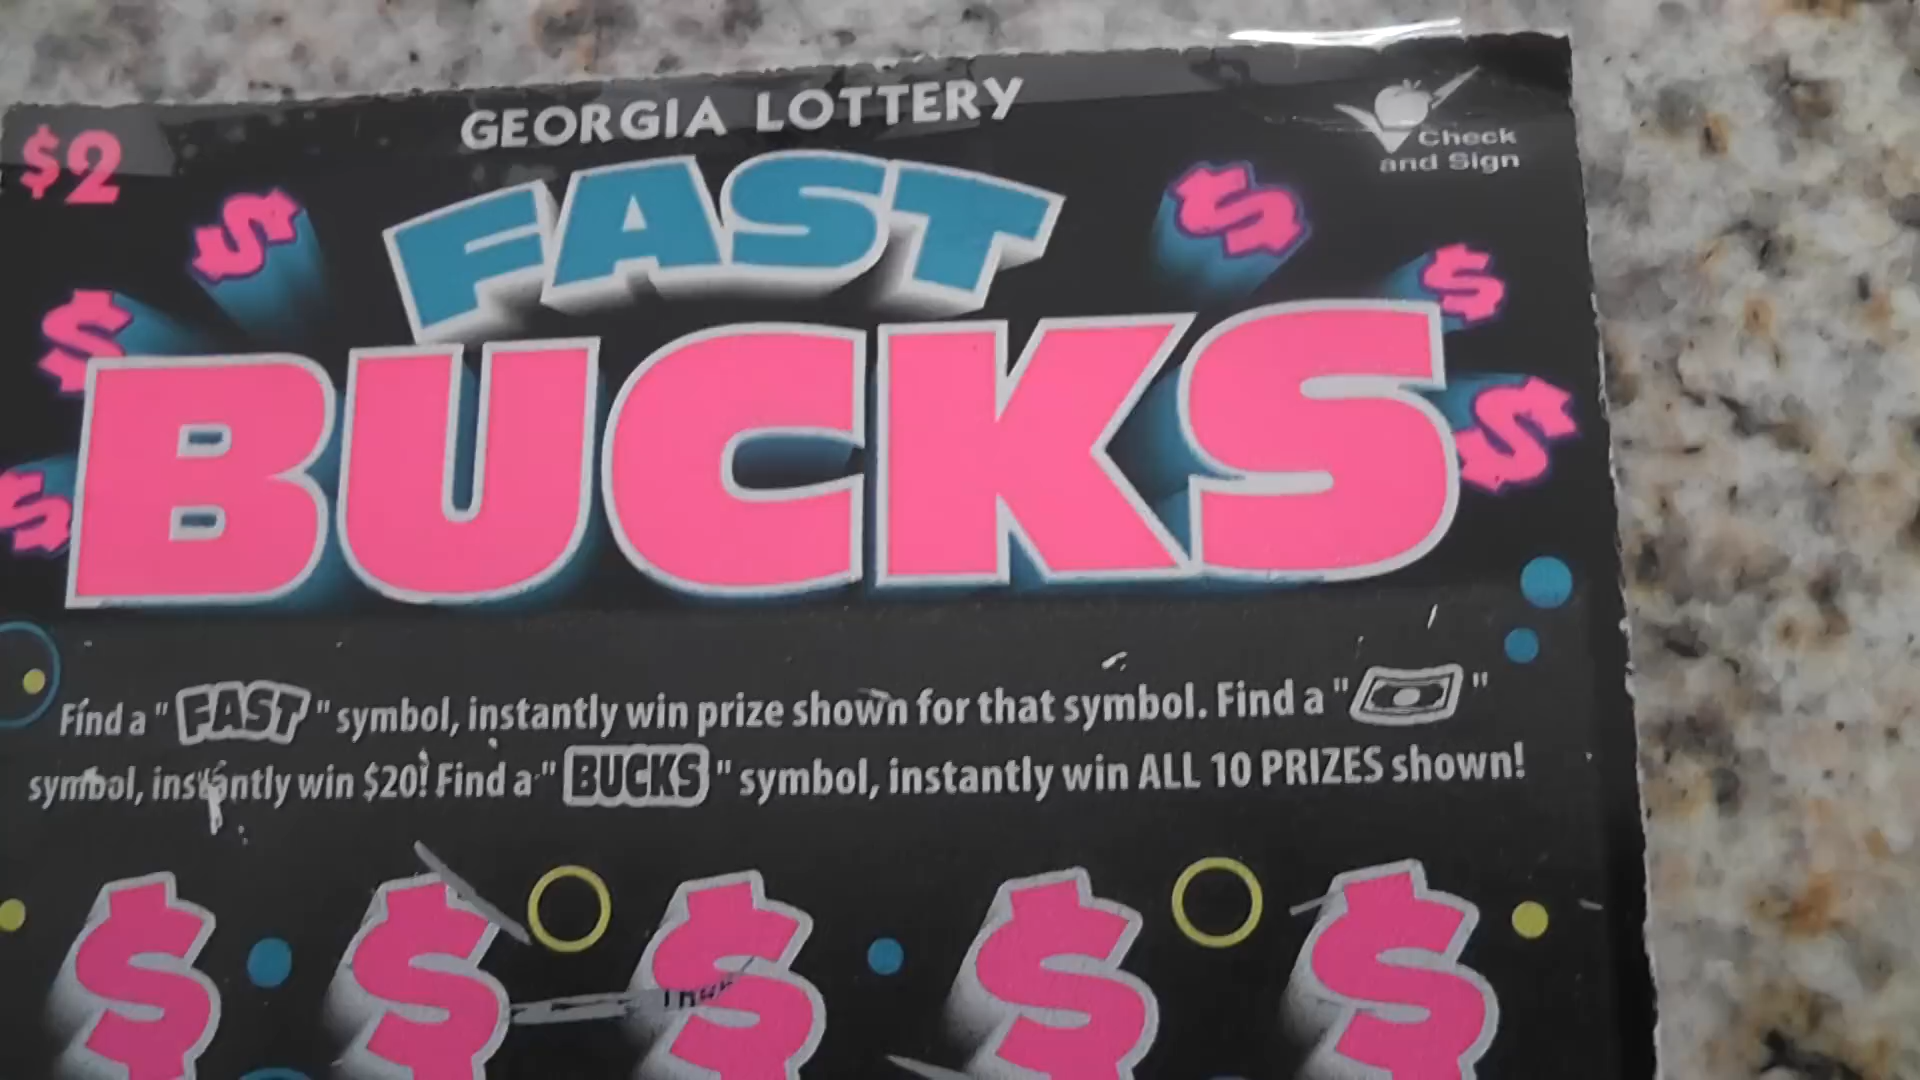 GEORGIA LOTTERY
$2
Check
and Sign
FAST
BUCKS
Find a "FAST" symbol, instantly win prize shown for that symbol. Find a " "
symbol, instantly win $20! Find a "BUCKS" symbol, instantly win ALL 10 PRIZES shown!